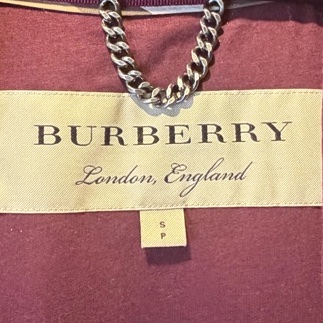 BURBERRY
London, England
S
P